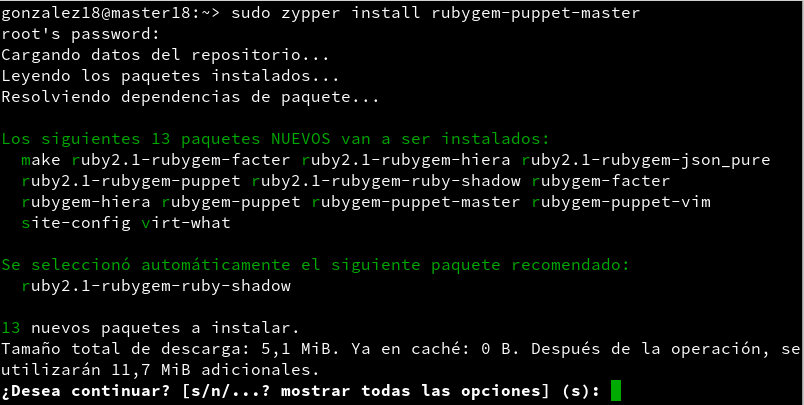 gonzalez18@master18:~> sudo zypper install rubygem-puppet-master
root's password:
Cargando datos del repositorio...
Leyendo los paquetes instalados...
Resolviendo dependencias de paquete...
Los siguientes 13 paquetes NUEVOS van a ser instalados:
make ruby2.1-rubygem-facter ruby2.1-rubygem-hiera ruby2.1-rubygem-json_pure
ruby2.1-rubygem-puppet ruby2.1-rubygem-ruby-shadow rubygem-facter
rubygem-hiera rubygem-puppet rubygem-puppet-master rubygem-puppet-vim
site-config virt-what
Se seleccionó automáticamente el siguiente paquete recomendado:
ruby2.1-rubygem-ruby-shadow
13 nuevos paquetes a instalar.
Tamaño total de descarga: 5,1 MiB. Ya en caché: 0 B. Después de la operación, se
utilizarán 11,7 MiB adicionales.
¿Desea continuar? [s/n/...? mostrar todas las opciones] (s):